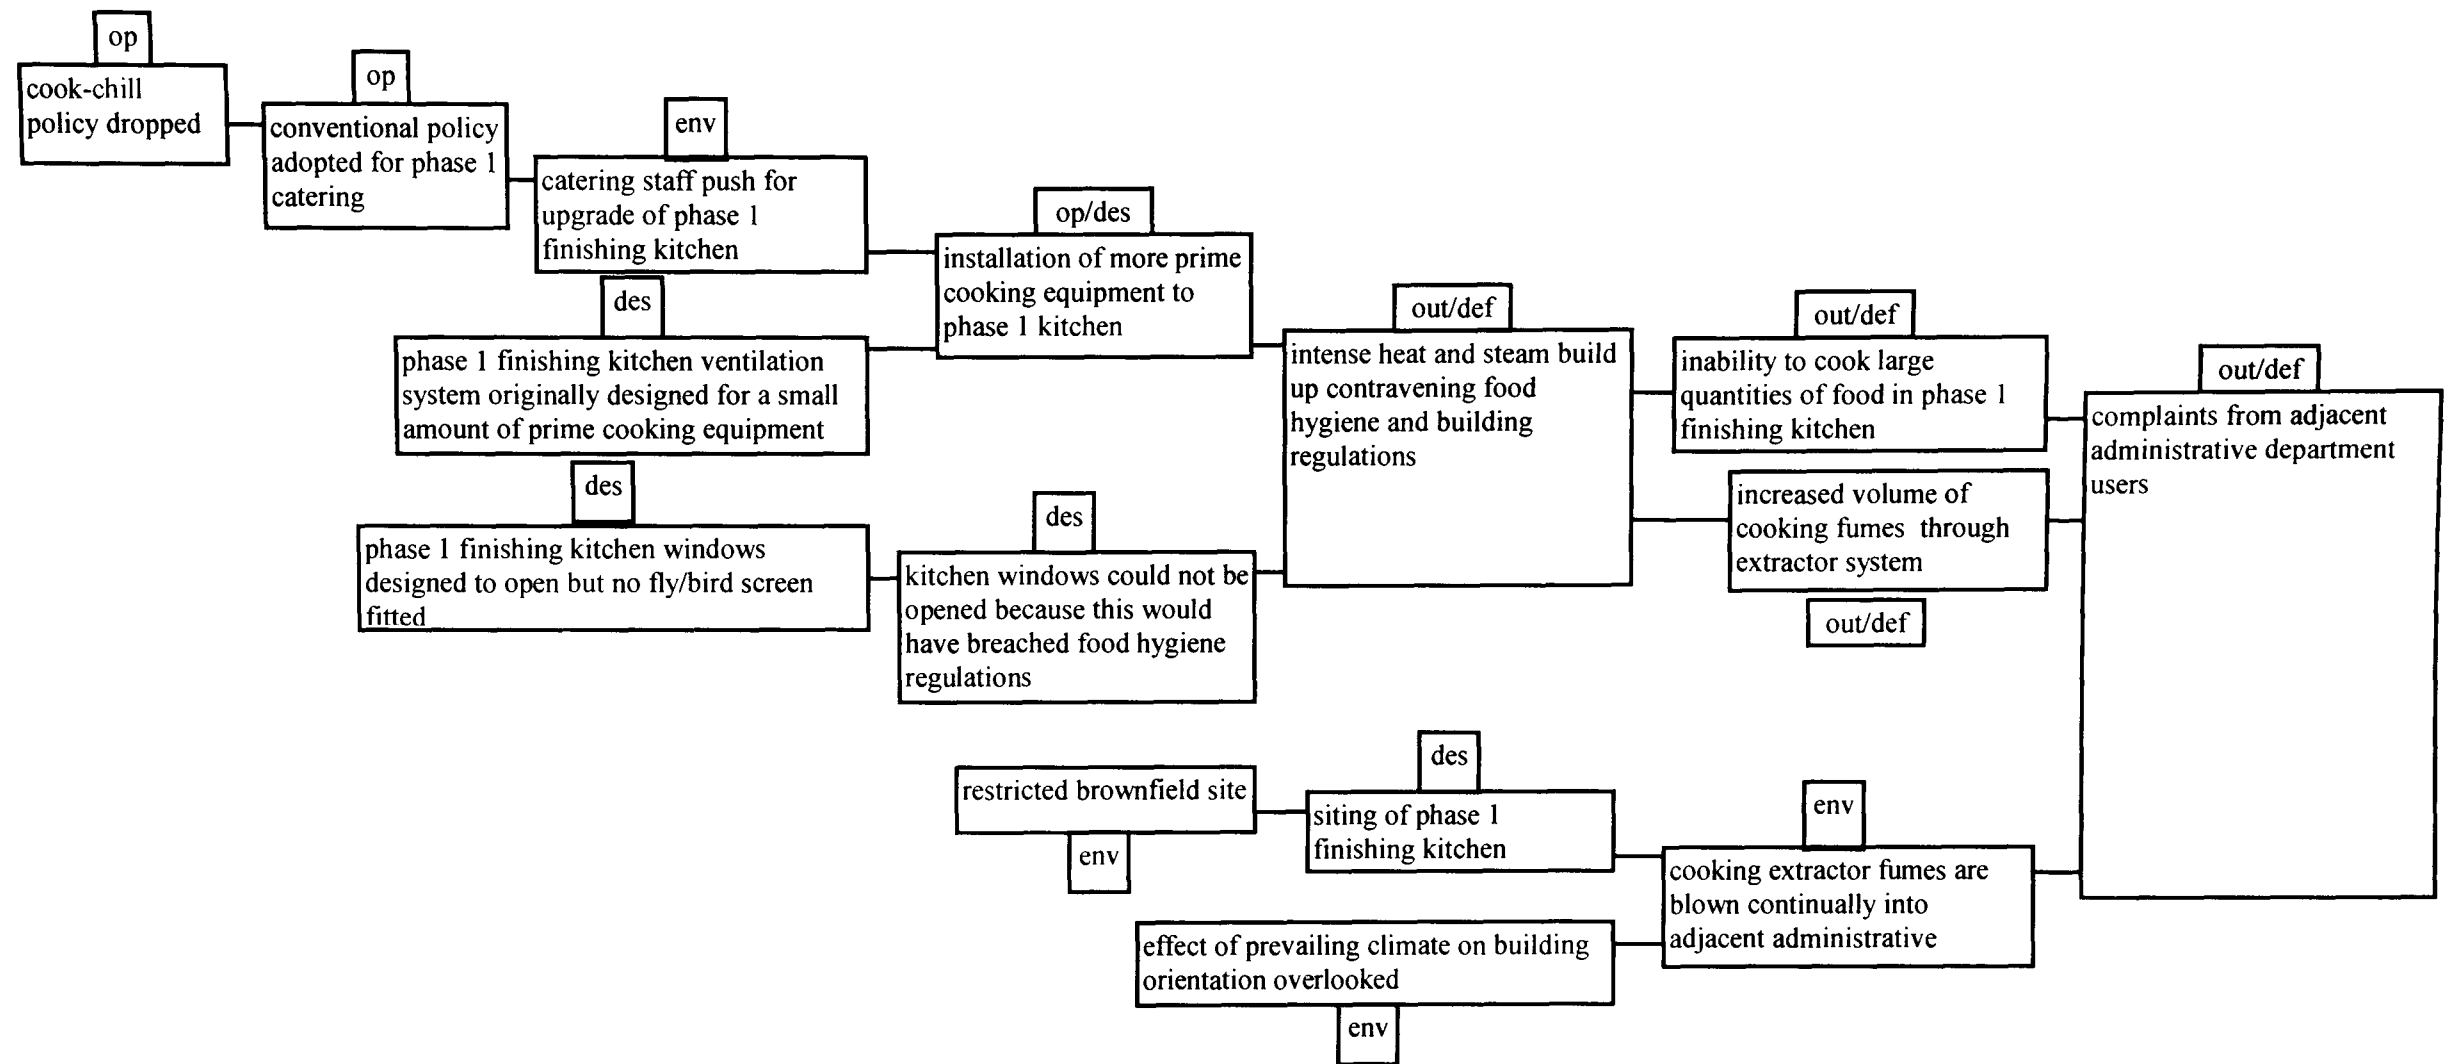 op
cook-chill
policy dropped
op
conventional policy
adopted for phase 1
catering
env
catering staff push for
upgrade of phase 1
finishing kitchen
des
phase 1 finishing kitchen ventilation
system originally designed for a small
amount of prime cooking equipment
des
phase 1 finishing kitchen windows
designed to open but no fly/bird screen
fitted
op/des
installation of more prime
cooking equipment to
phase 1 kitchen
des
kitchen windows could not be
opened because this would
have breached food hygiene
regulations
out/def
intense heat and steam build
up contravening food
hygiene and building
regulations
out/def
inability to cook large
quantities of food in phase 1
finishing kitchen
increased volume of
cooking fumes through
extractor system
out/def
out/def
complaints from adjacent
administrative department
users
restricted brownfield site
env
des
siting of phase 1
finishing kitchen
effect of prevailing climate on building
orientation overlooked
env
env
cooking extractor fumes are
blown continually into
adjacent administrative